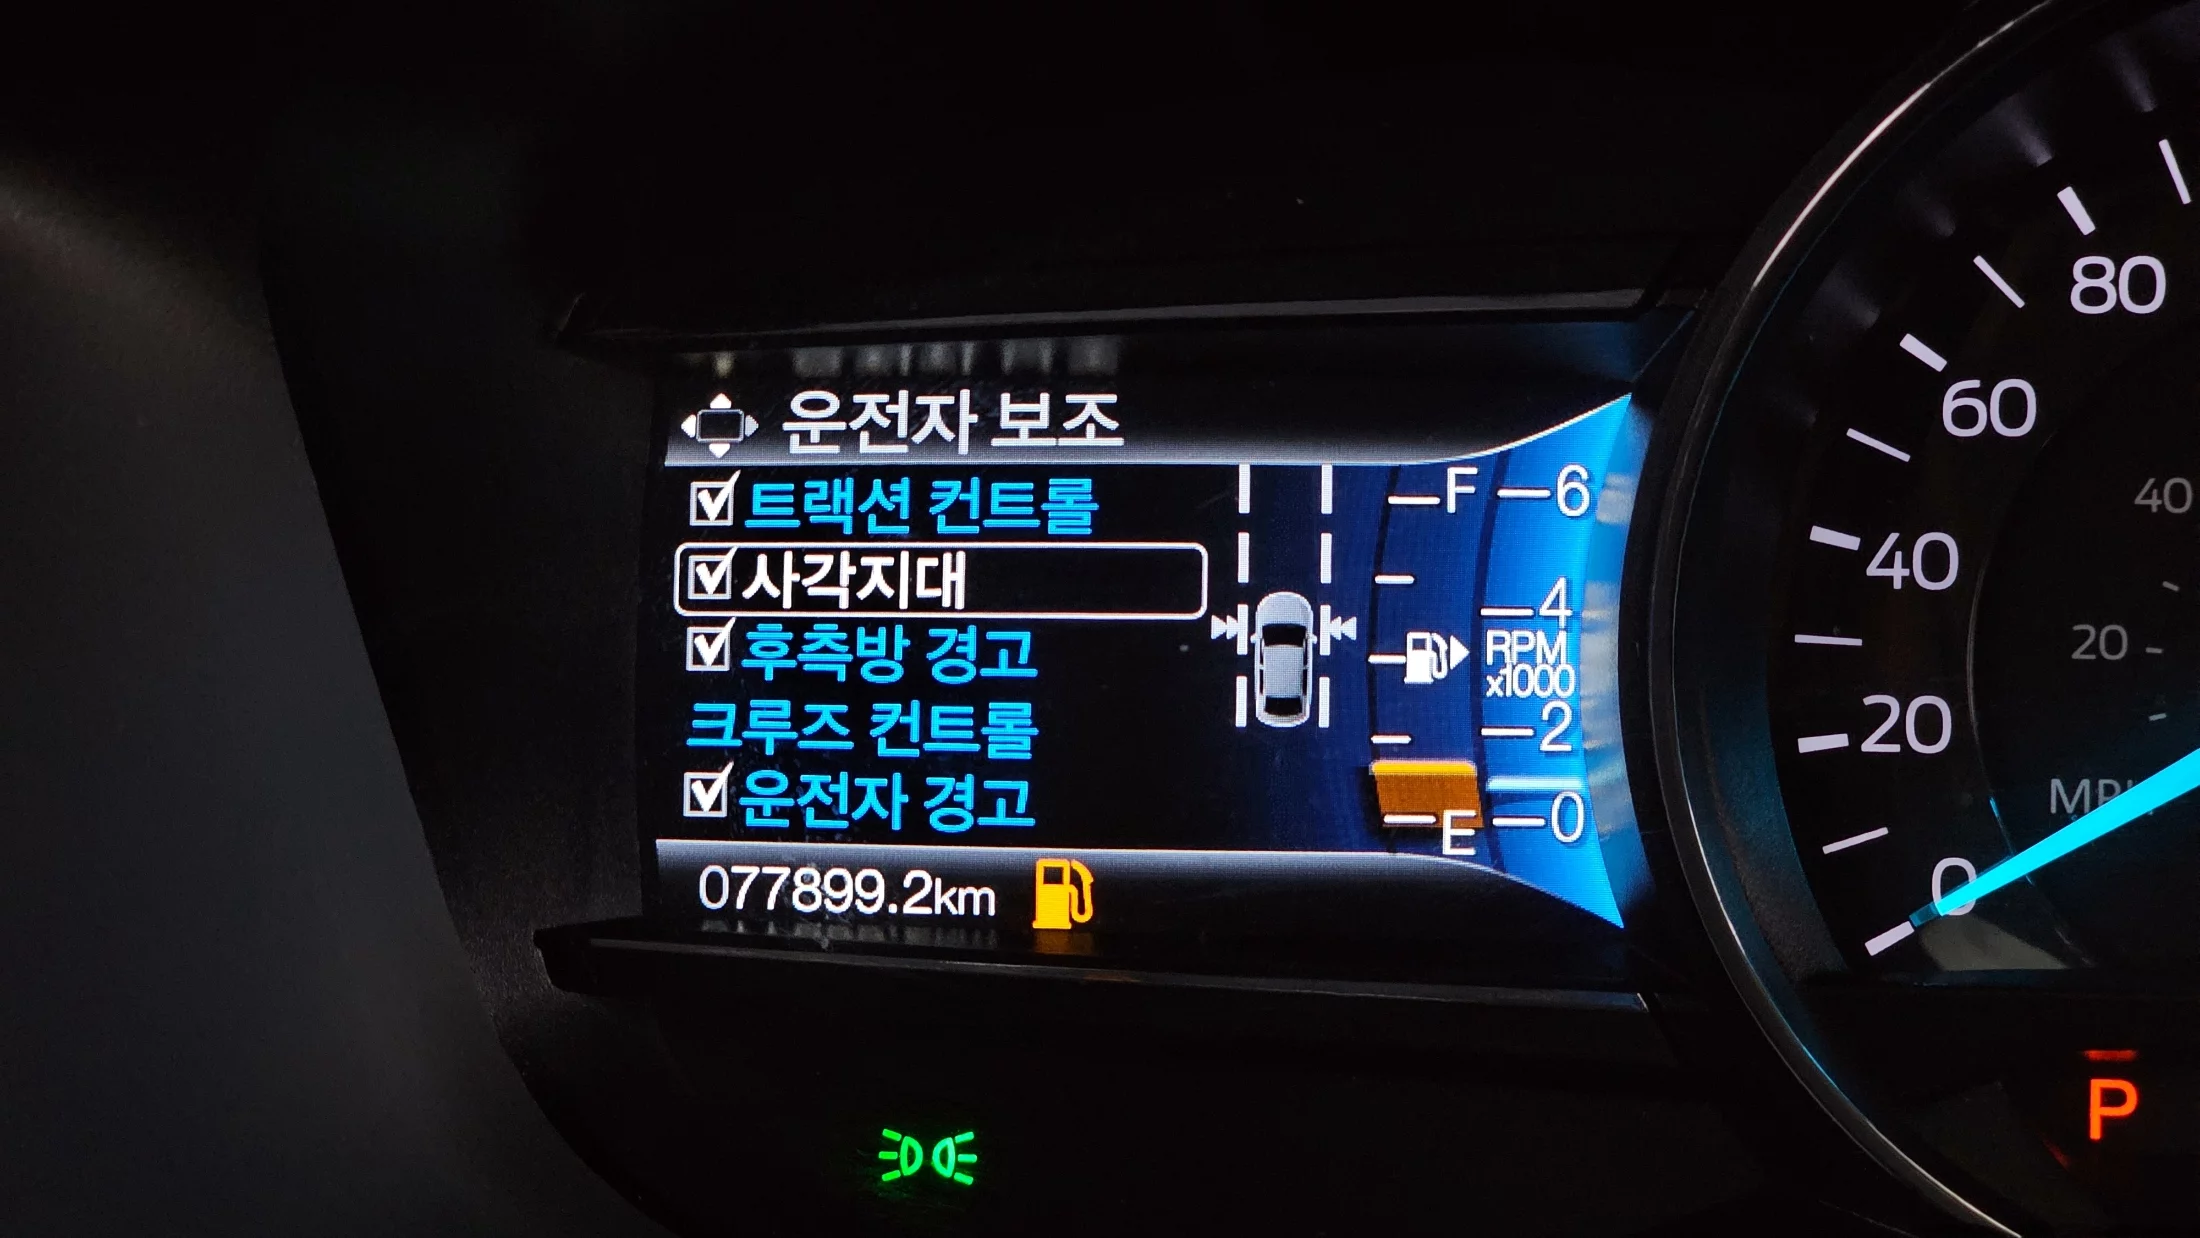 운전자 보조
트랙션 컨트롤
사각지대
후측방 경고
크루즈 컨트롤
운전자 경고
077899.2km
F
E
6
4
RPM
x1000
2
0
80
60
40
20
0
40
20
P